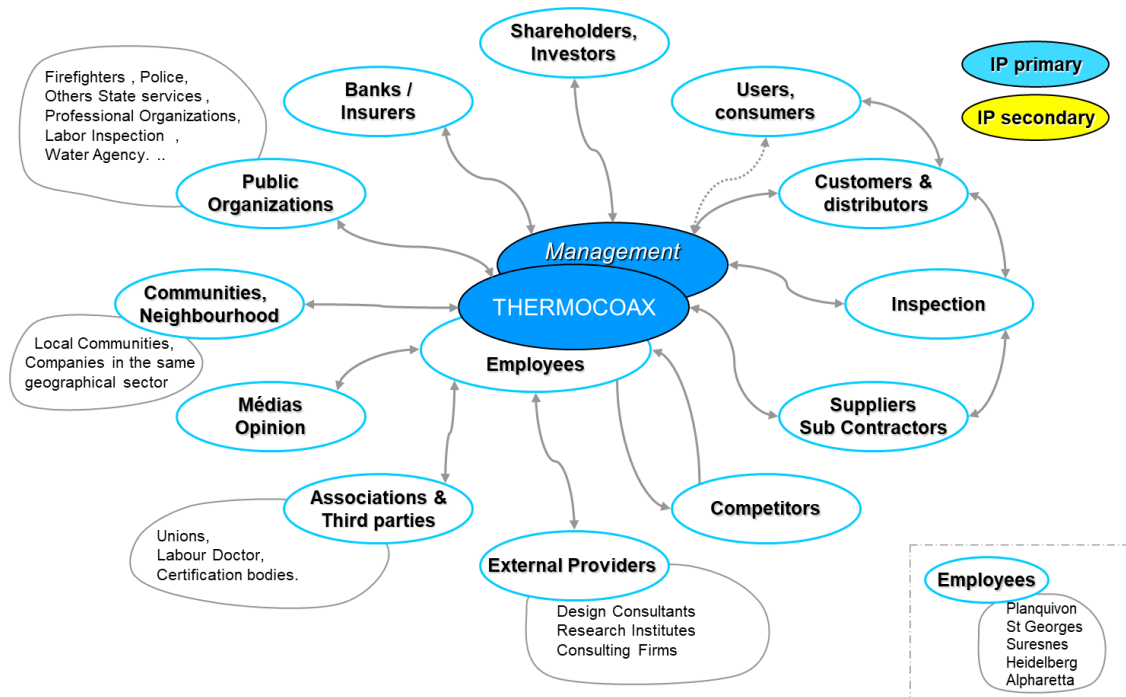 Shareholders,
Investors
IP primary
IP secondary
Firefighters , Police,
Others State services ,
Professional Organizations,
Labor Inspection ,
Water Agency. ..
Banks /
Insurers
Users,
consumers
Public
Organizations
Customers &
distributors
Management
THERMOCOAX
Employees
Communities,
Neighbourhood
Inspection
Local Communities,
Companies in the same
geographical sector
Médias
Opinion
Suppliers
Sub Contractors
Associations &
Third parties
Competitors
Unions,
Labour Doctor,
Certification bodies.
External Providers
Design Consultants
Research Institutes
Consulting Firms
Employees
Planquivon
St Georges
Suresnes
Heidelberg
Alpharetta